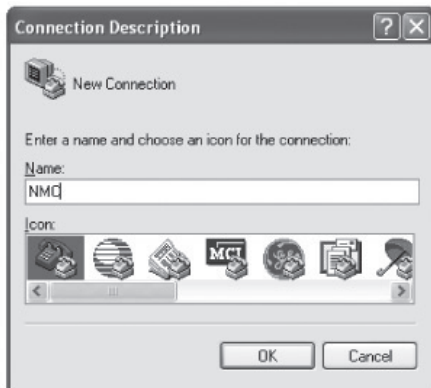 Connection Description
New Connection
Enter a name and choose an icon for the connection:
Name:
NMC
Icon:
MCI
OK
Cancel